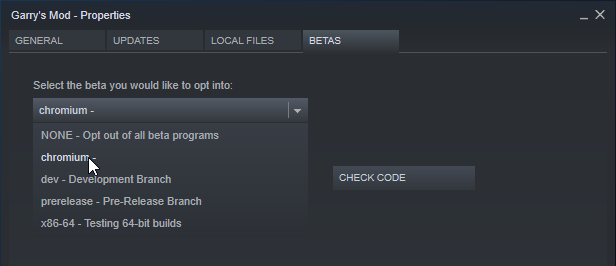 Garry's Mod - Properties
GENERAL UPDATES LOCAL FILES BETAS
Select the beta you would like to opt into:
chromium -
NONE - Opt out of all beta programs
chromium -
dev - Development Branch
CHECK CODE
prerelease - Pre-Release Branch
x86-64 - Testing 64-bit builds